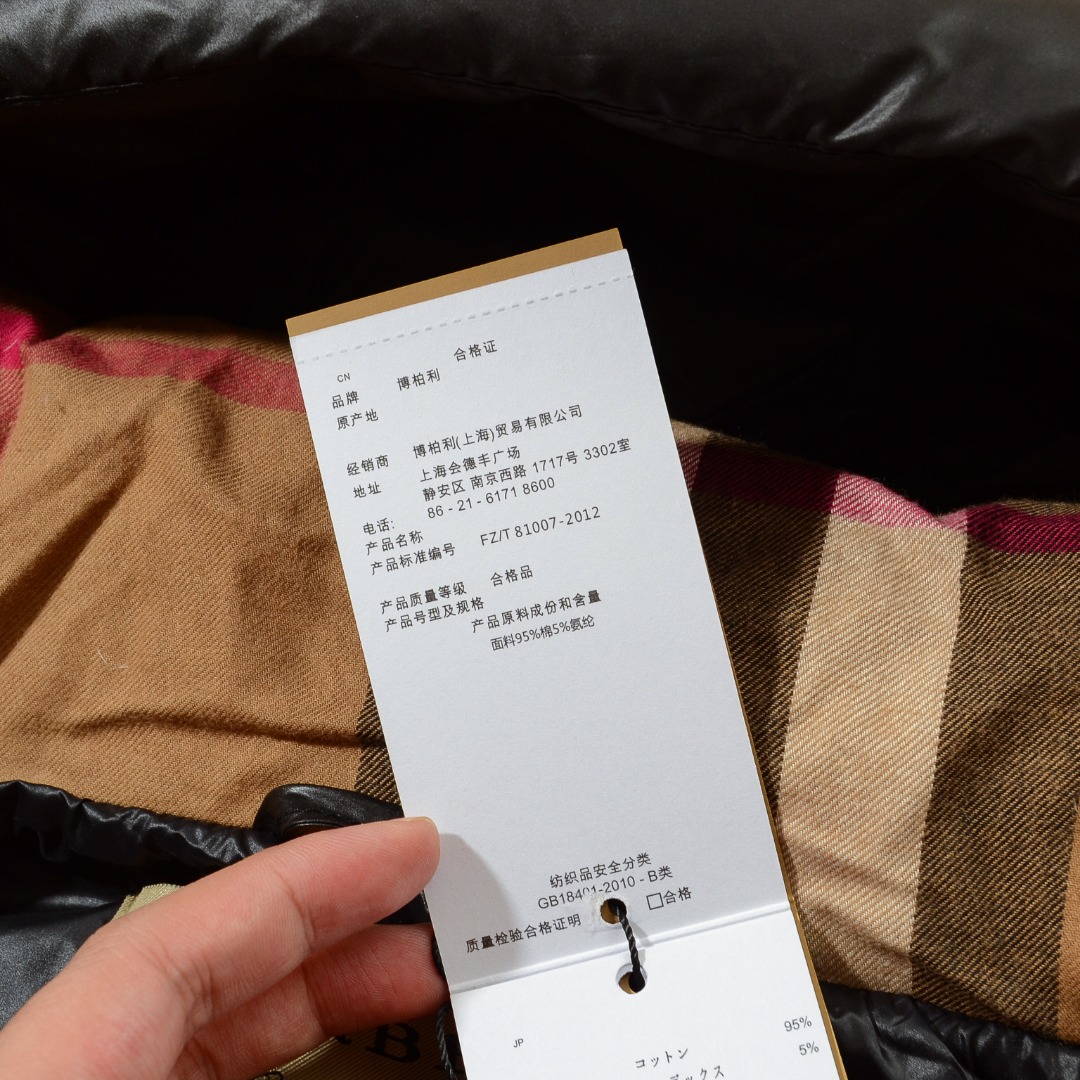 合格证
CN
品牌 博柏利
原产地
经销商 博柏利(上海)贸易有限公司
地址 上海会德丰广场
静安区 南京西路 1717号 3302室
86 - 21 - 6171 8600
电话:
产品名称
产品标准编号 FZ/T 81007-2012
产品质量等级 合格品
产品号型及规格
产品原料成份和含量
面料95%棉5%氨纶
纺织品安全分类
GB18401-2010 - B类
质量检验合格证明 合格
JP
コットン 95%
デックス 5%